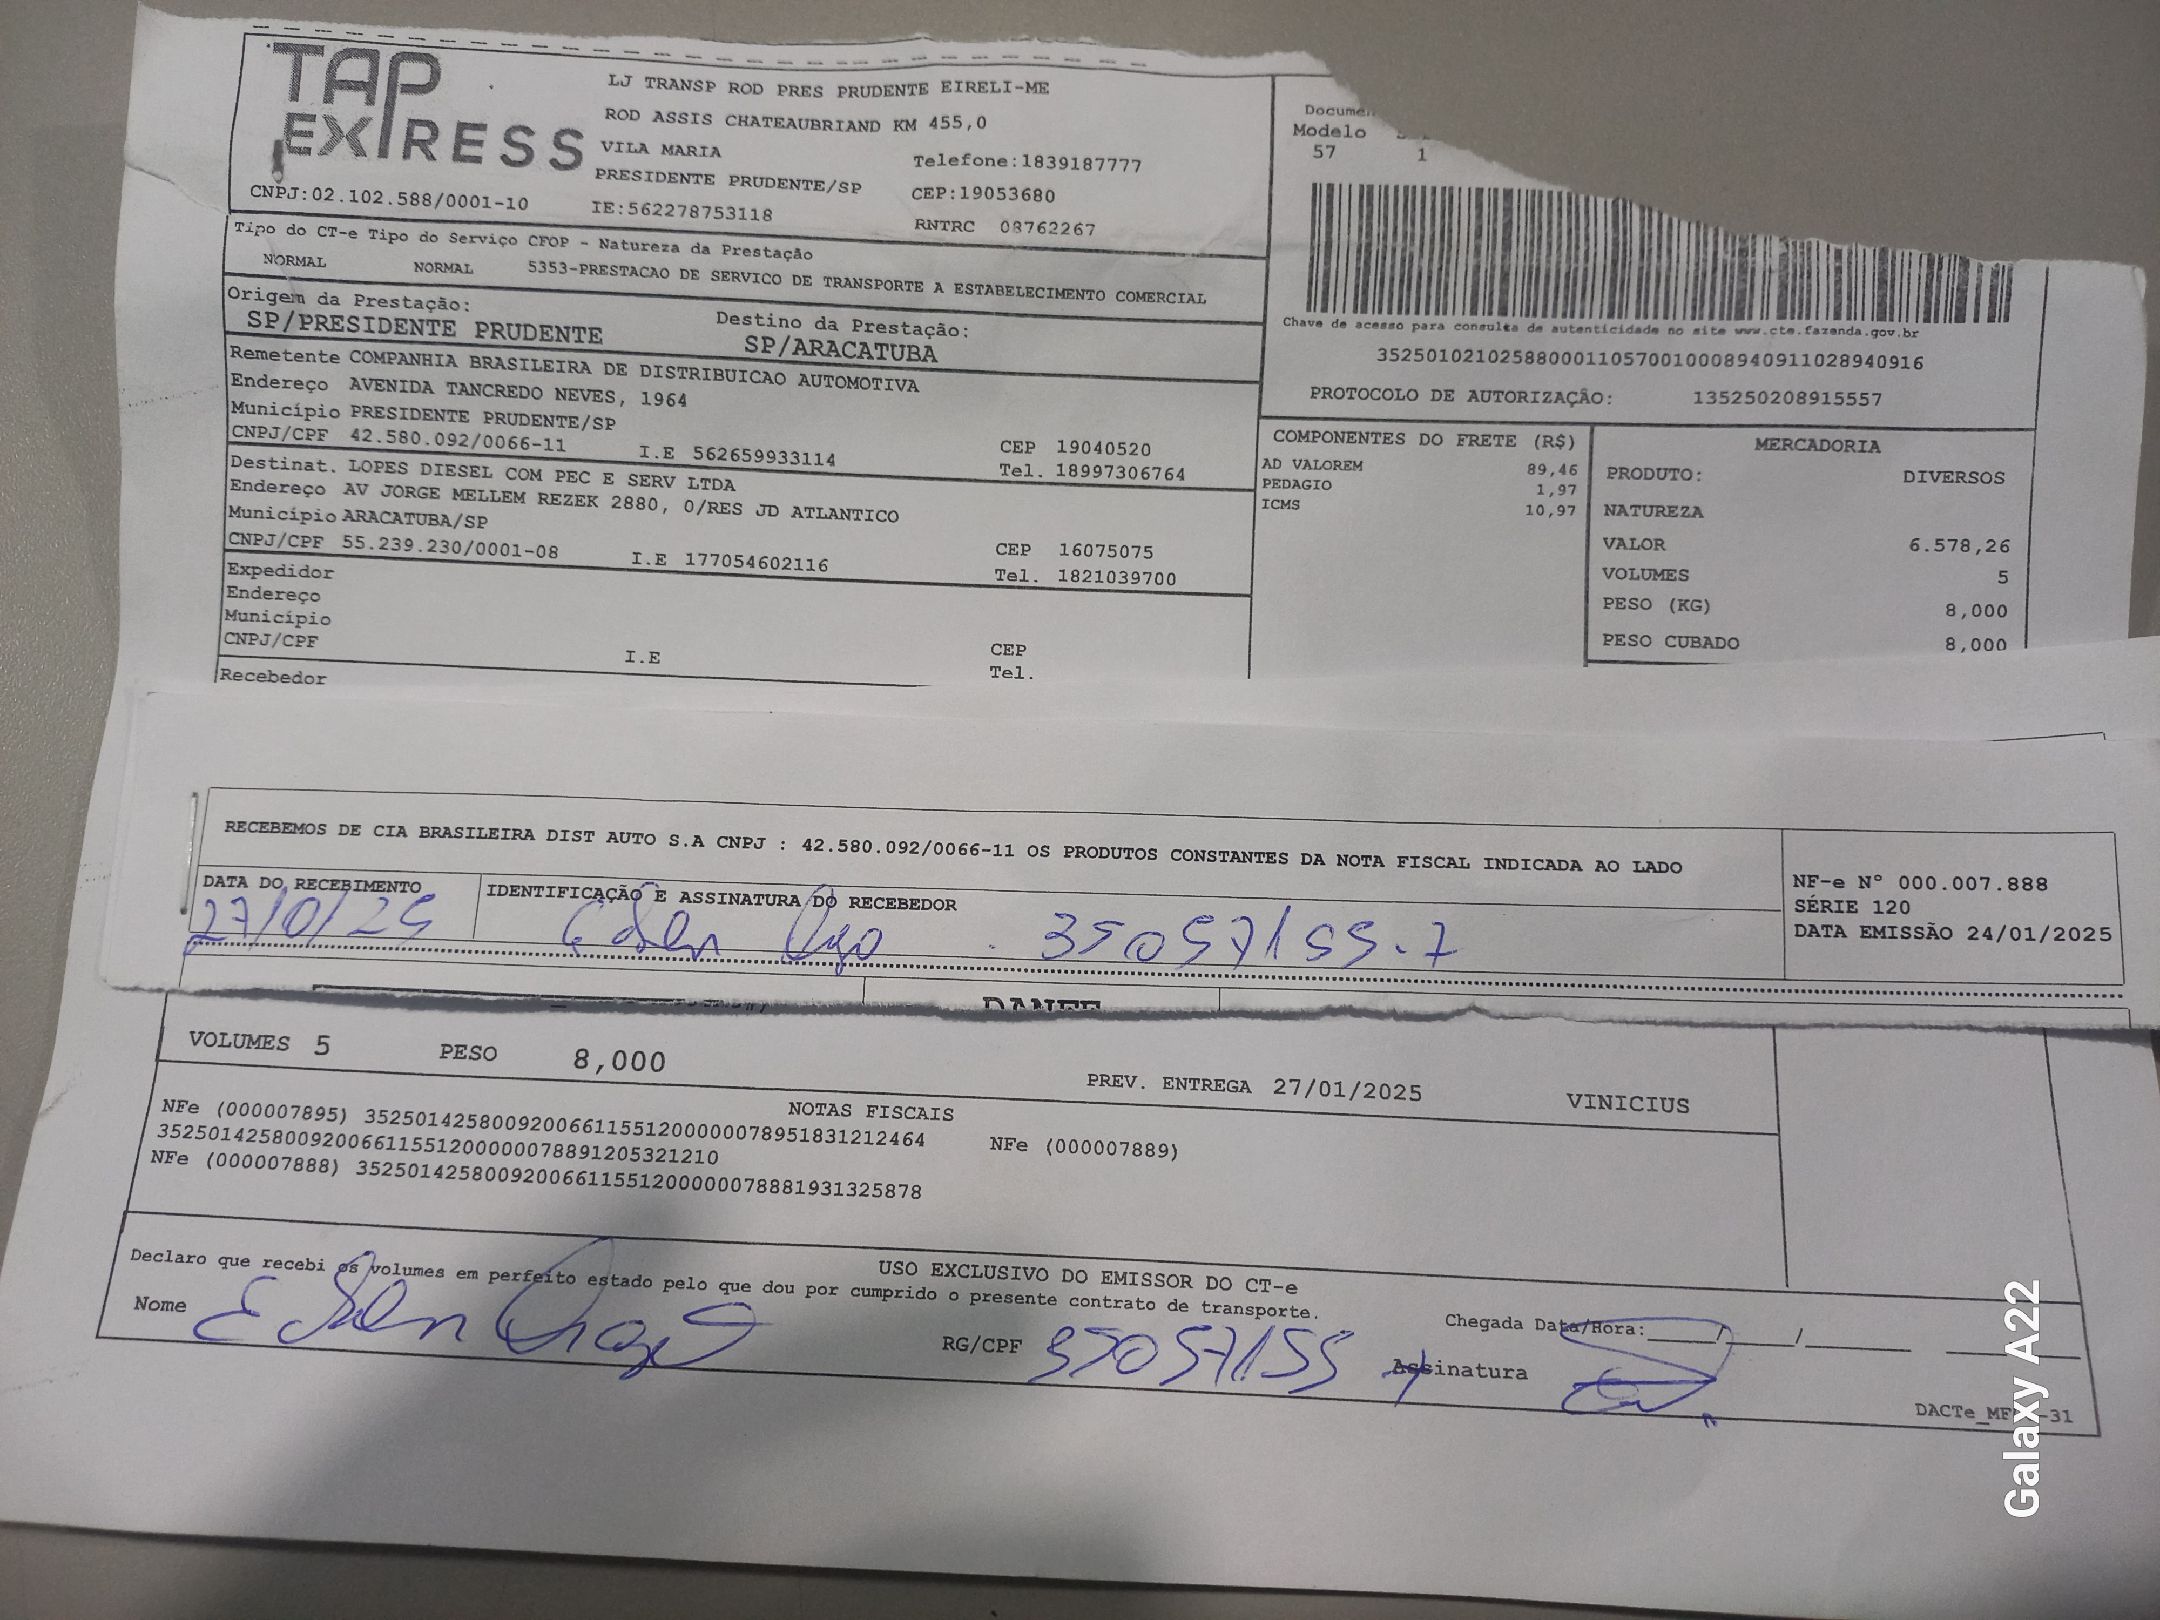 TAP
EXPRESS
LJ TRANSP ROD PRES PRUDENTE EIRELI-ME
ROD ASSIS CHATEAUBRIAND KM 455,0
VILA MARIA
Telefone:1839187777
PRESIDENTE PRUDENTE/SP CEP:19053680
CNPJ:02.102.588/0001-10 IE:562278753118 RNTRC 08762267
Modelo
57 1
Tipo do CT-e Tipo do Serviço CFOP - Natureza da Prestação
NORMAL NORMAL 5353-PRESTACAO DE SERVICO DE TRANSPORTE A ESTABELECIMENTO COMERCIAL
Origem da Prestação: Destino da Prestação:
SP/PRESIDENTE PRUDENTE SP/ARACATUBA
Chave de acesso para consulta de autenticidade no site www.cte.fazenda.gov.br
35250102102588000110570010008940911028940916
PROTOCOLO DE AUTORIZAÇÃO: 135250208915557
Remetente COMPANHIA BRASILEIRA DE DISTRIBUICAO AUTOMOTIVA
Endereço AVENIDA TANCREDO NEVES, 1964
Município PRESIDENTE PRUDENTE/SP CEP 19040520
CNPJ/CPF 42.580.092/0066-11 I.E 562659933114 Tel. 18997306764
Destinat. LOPES DIESEL COM PEC E SERV LTDA
Endereço AV JORGE MELLEM REZEK 2880, 0/RES JD ATLANTICO
Município ARACATUBA/SP CEP 16075075
CNPJ/CPF 55.239.230/0001-08 I.E 177054602116 Tel. 1821039700
Expedidor
Endereço
Município CEP
CNPJ/CPF I.E Tel.
Recebedor
COMPONENTES DO FRETE (R$)
AD VALOREM 89,46
PEDAGIO 1,97
ICMS 10,97
MERCADORIA
PRODUTO: DIVERSOS
NATUREZA
VALOR 6.578,26
VOLUMES 5
PESO (KG) 8,000
PESO CUBADO 8,000
RECEBEMOS DE CIA BRASILEIRA DIST AUTO S.A CNPJ : 42.580.092/0066-11 OS PRODUTOS CONSTANTES DA NOTA FISCAL INDICADA AO LADO
DATA DO RECEBIMENTO IDENTIFICAÇÃO E ASSINATURA DO RECEBEDOR
27/0/25 35057155-7
NF-e Nº 000.007.888
SÉRIE 120
DATA EMISSÃO 24/01/2025
DANFE
VOLUMES 5 PESO 8,000 PREV. ENTREGA 27/01/2025 VINICIUS
NOTAS FISCAIS
NFe (000007895) 35250142580092006611551200000078951831212464 NFe (000007889)
35250142580092006611551200000078891205321210
NFe (000007888) 35250142580092006611551200000078881931325878
USO EXCLUSIVO DO EMISSOR DO CT-e
Declaro que recebi os volumes em perfeito estado pelo que dou por cumprido o presente contrato de transporte.
Nome RG/CPF 35057155 7 Assinatura
Chegada Data/Hora:____/____/____ ____
Galaxy A22